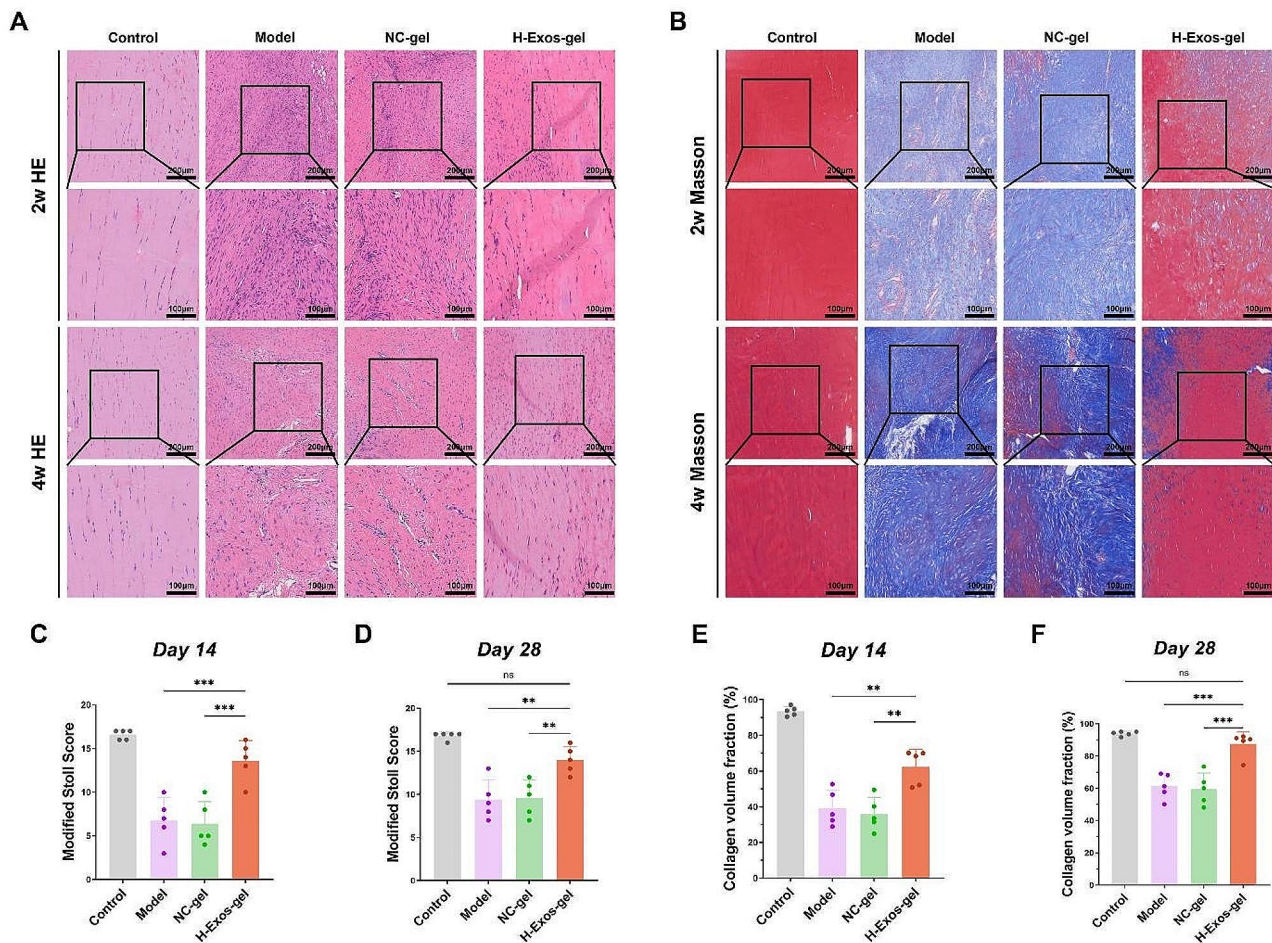 A
Control Model NC-gel H-Exos-gel
2w HE
200μm 200μm 200μm 200μm
100μm 100μm 100μm 100μm
4w HE
200μm 200μm 200μm 200μm
100μm 100μm 100μm 100μm
B
Control Model NC-gel H-Exos-gel
2w Masson
200μm 200μm 200μm 200μm
100μm 100μm 100μm 100μm
4w Masson
200μm 200μm 200μm 200μm
100μm 100μm 100μm 100μm
C
Day 14
***
***
Modified Stoll Score
20
15
10
5
0
Control Model NC-gel H-Exos-gel
D
Day 28
ns
**
**
Modified Stoll Score
20
15
10
5
0
Control Model NC-gel H-Exos-gel
E
Day 14
**
**
Collagen volume fraction (%)
100
80
60
40
20
0
Control Model NC-gel H-Exos-gel
F
Day 28
ns
***
***
Collagen volume fraction (%)
100
80
60
40
20
0
Control Model NC-gel H-Exos-gel